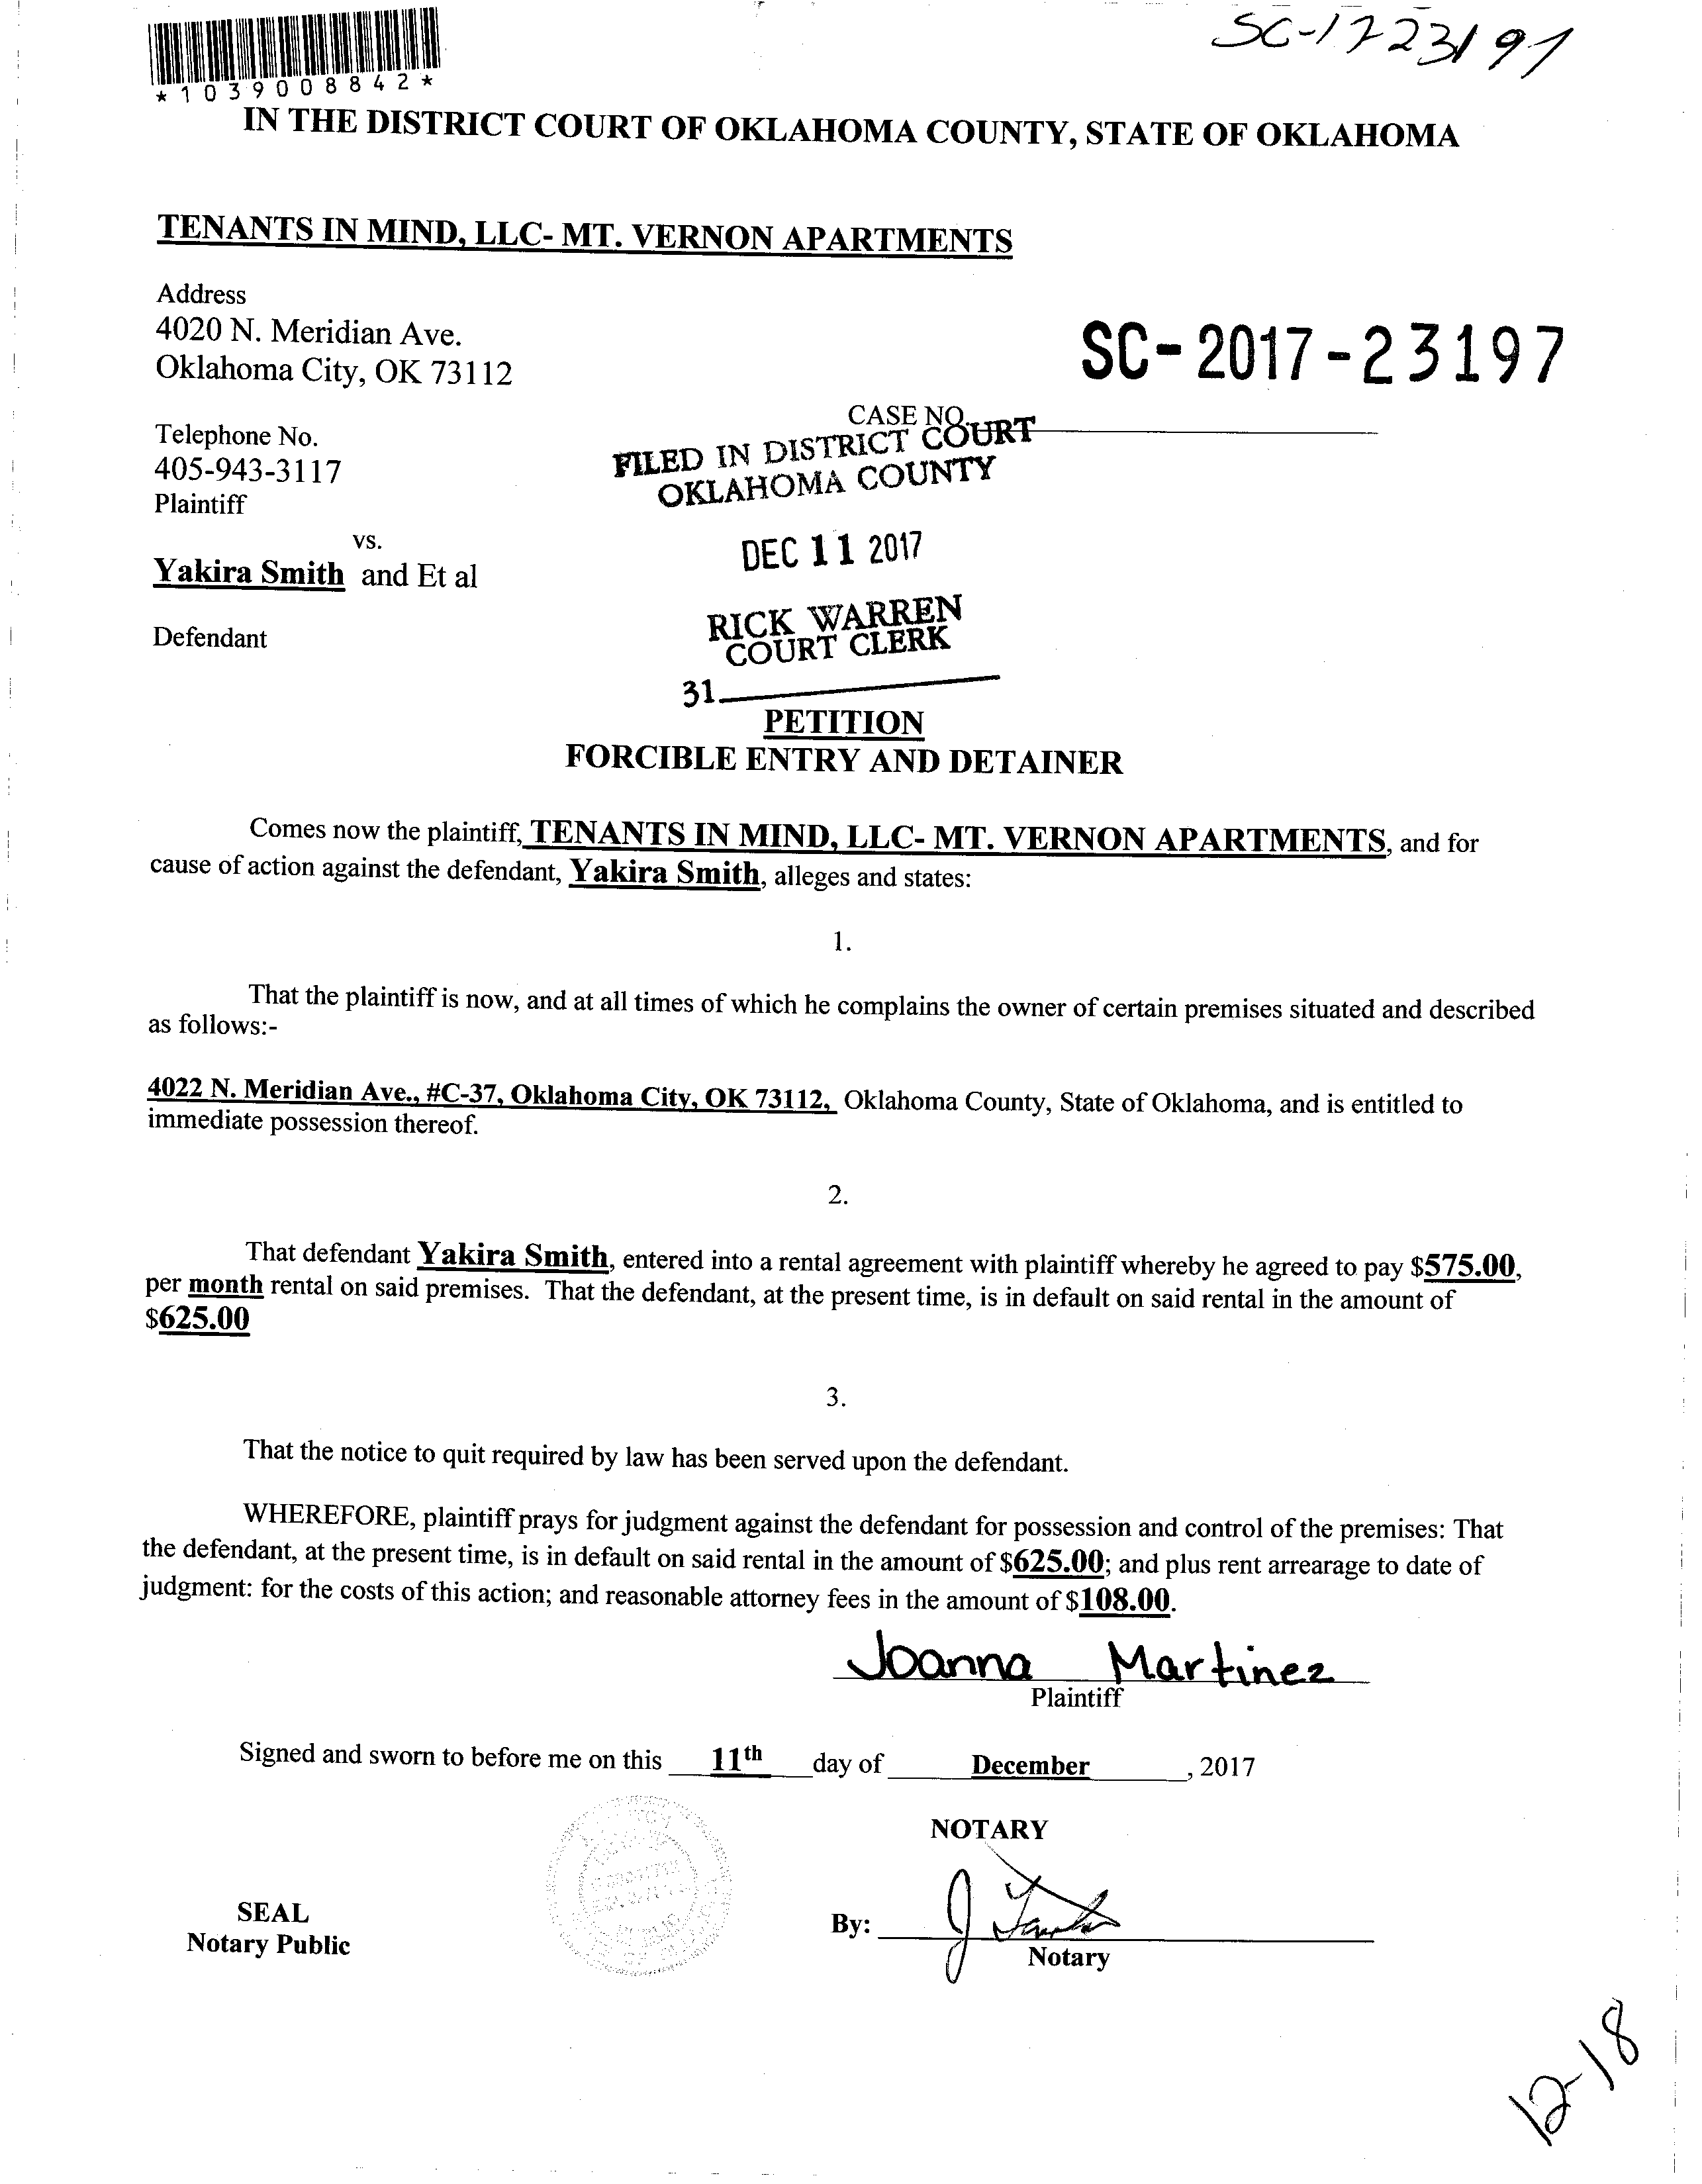 SC-1723197
*1039008842*
IN THE DISTRICT COURT OF OKLAHOMA COUNTY, STATE OF OKLAHOMA
TENANTS IN MIND, LLC- MT. VERNON APARTMENTS
Address
4020 N. Meridian Ave.
Oklahoma City, OK 73112
SC-2017-23197
CASE NO.
Telephone No.
405-943-3117
Plaintiff
FILED IN DISTRICT COURT
OKLAHOMA COUNTY
vs.
Yakira Smith and Et al
DEC 11 2017
Defendant
RICK WARREN
COURT CLERK
31
PETITION
FORCIBLE ENTRY AND DETAINER
Comes now the plaintiff, TENANTS IN MIND, LLC- MT. VERNON APARTMENTS, and for
cause of action against the defendant, Yakira Smith, alleges and states:
1.
That the plaintiff is now, and at all times of which he complains the owner of certain premises situated and described
as follows:-
4022 N. Meridian Ave., #C-37, Oklahoma City, OK 73112, Oklahoma County, State of Oklahoma, and is entitled to
immediate possession thereof.
2.
That defendant Yakira Smith, entered into a rental agreement with plaintiff whereby he agreed to pay $575.00,
per month rental on said premises. That the defendant, at the present time, is in default on said rental in the amount of
$625.00
3.
That the notice to quit required by law has been served upon the defendant.
WHEREFORE, plaintiff prays for judgment against the defendant for possession and control of the premises: That
the defendant, at the present time, is in default on said rental in the amount of $625.00; and plus rent arrearage to date of
judgment: for the costs of this action; and reasonable attorney fees in the amount of $108.00.
Joanna Martinez
Plaintiff
Signed and sworn to before me on this 11th day of December, 2017
NOTARY
SEAL
Notary Public
By:
Notary
12-18